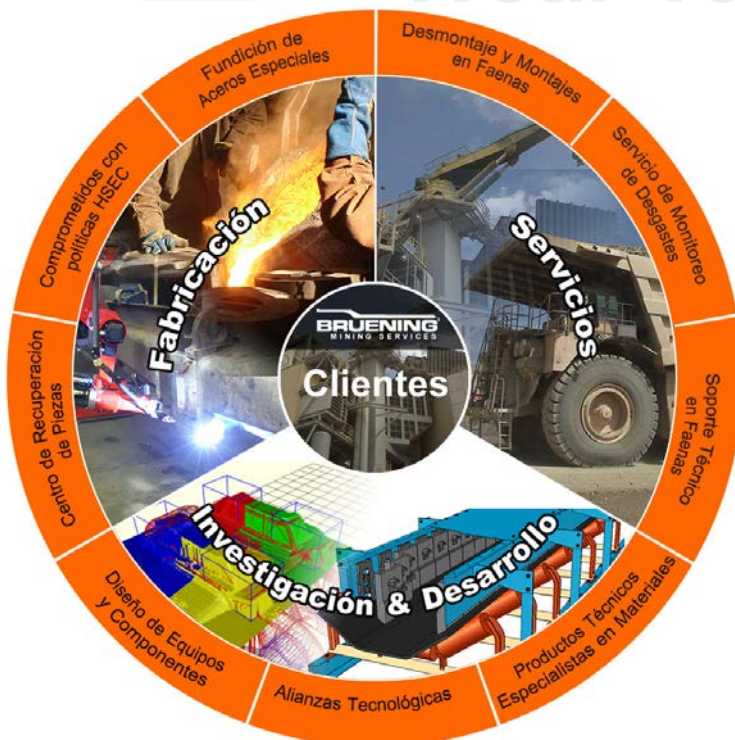 Fundición de
Aceros Especiales
Desmontaje y Montajes
en Faenas
Servicio de Monitoreo
de Desgastes
Soporte Técnico
en Faenas
Productos Técnicos
Especialistas en Materiales
Alianzas Tecnológicas
Diseño de Equipos
y Componentes
Centro de Recuperación
de Piezas
Comprometidos con
políticas HSEC
Fabricación
Servicios
Investigación & Desarrollo
BRUENING
MINING SERVICES
Clientes